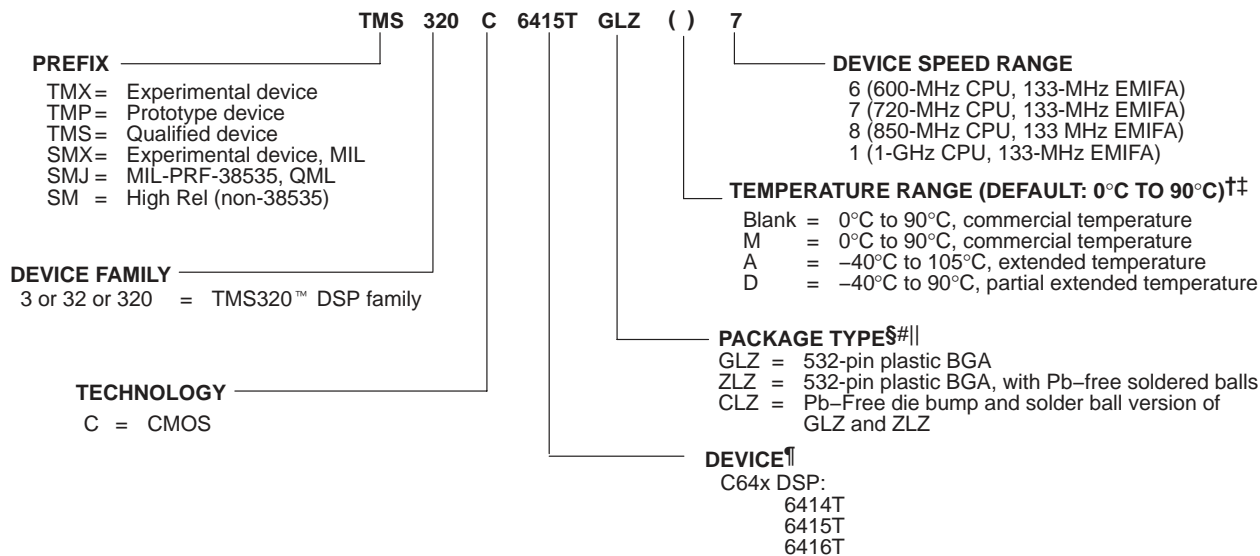 TMS 320 C 6415T GLZ ( ) 7
PREFIX
TMX= Experimental device
TMP= Prototype device
TMS= Qualified device
SMX= Experimental device, MIL
SMJ = MIL-PRF-38535, QML
SM = High Rel (non-38535)
DEVICE SPEED RANGE
6 (600-MHz CPU, 133-MHz EMIFA)
7 (720-MHz CPU, 133-MHz EMIFA)
8 (850-MHz CPU, 133 MHz EMIFA)
1 (1-GHz CPU, 133-MHz EMIFA)
TEMPERATURE RANGE (DEFAULT: 0°C TO 90°C)†‡
Blank = 0°C to 90°C, commercial temperature
M = 0°C to 90°C, commercial temperature
A = −40°C to 105°C, extended temperature
D = −40°C to 90°C, partial extended temperature
DEVICE FAMILY
3 or 32 or 320 = TMS320™ DSP family
PACKAGE TYPE§#||
GLZ = 532-pin plastic BGA
ZLZ = 532-pin plastic BGA, with Pb−free soldered balls
CLZ = Pb−Free die bump and solder ball version of
GLZ and ZLZ
TECHNOLOGY
C = CMOS
DEVICE¶
C64x DSP:
6414T
6415T
6416T